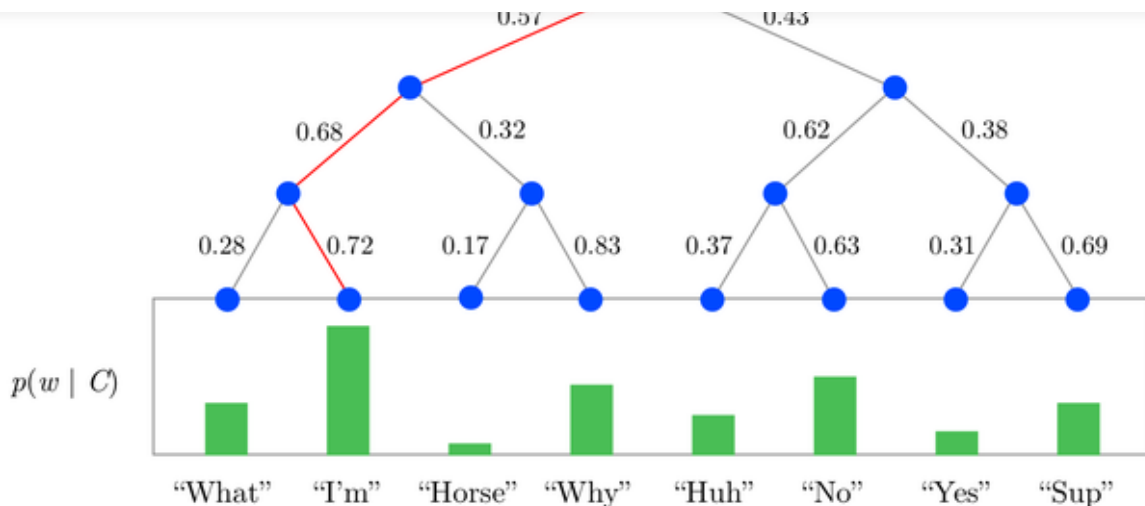 0.57 0.43
0.68 0.32 0.62 0.38
0.28 0.72 0.17 0.83 0.37 0.63 0.31 0.69
p(w | C)
“What” “I’m” “Horse” “Why” “Huh” “No” “Yes” “Sup”